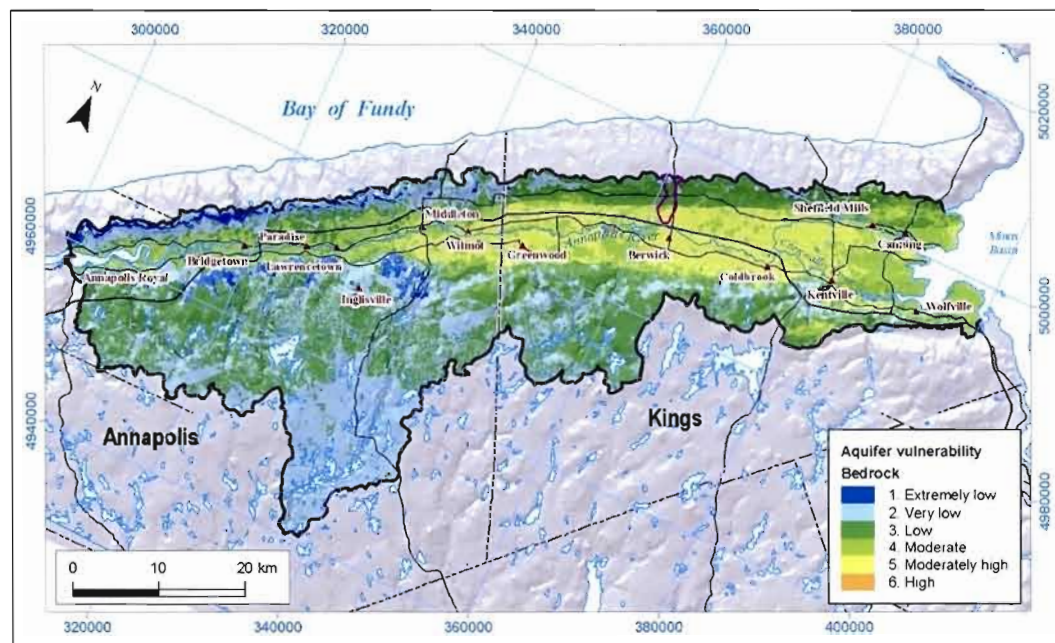 300000
320000
340000
360000
380000
400000
N
Bay of Fundy
5020000
4960000
Middleton
Sheffield Mills
Paradise
Wilmot
Annapolis River
Canning
Minas
Basin
Bridgetown
Lawrencetown
Greenwood
Berwick
Annapolis Royal
Coldbrook
Inglisville
Kentville
Wolfville
5000000
4940000
Annapolis
Kings
Aquifer vulnerability
Bedrock
1. Extremely low
2. Very low
3. Low
4. Moderate
5. Moderately high
6. High
4980000
0 10 20 km
320000
340000
360000
380000
400000